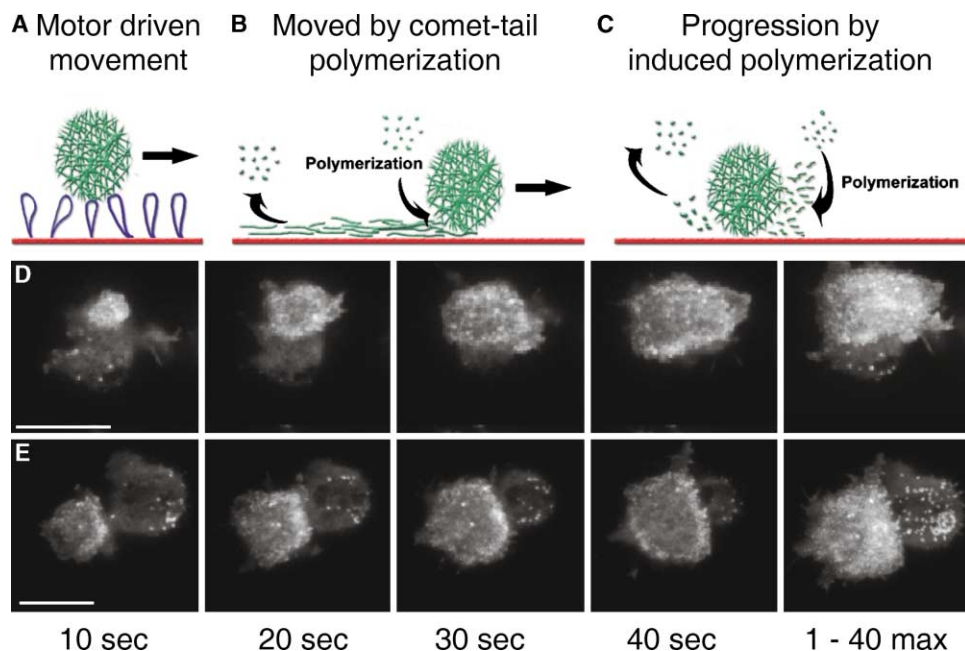 A Motor driven
movement
B Moved by comet-tail
polymerization
C Progression by
induced polymerization
Polymerization
Polymerization
D
E
10 sec
20 sec
30 sec
40 sec
1 - 40 max